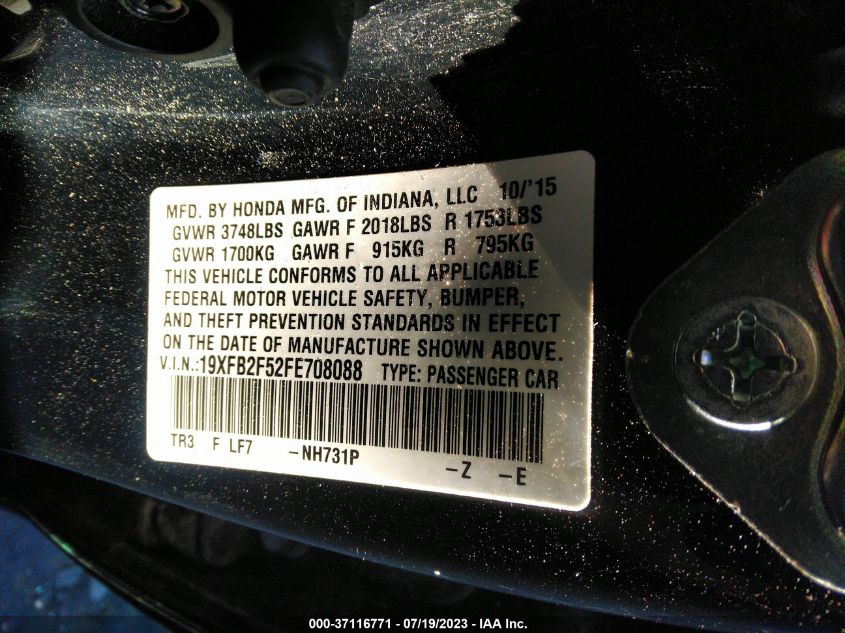 MFD. BY HONDA MFG. OF INDIANA, LLC 10/'15
GVWR 3748LBS GAWR F 2018LBS R 1753LBS
GVWR 1700KG GAWR F 915KG R 795KG
THIS VEHICLE CONFORMS TO ALL APPLICABLE
FEDERAL MOTOR VEHICLE SAFETY, BUMPER,
AND THEFT PREVENTION STANDARDS IN EFFECT
ON THE DATE OF MANUFACTURE SHOWN ABOVE.
V.I.N.:19XFB2F52FE708088 TYPE: PASSENGER CAR
TR3 F LF7 -NH731P -Z -E
000-37116771 - 07/19/2023 - IAA Inc.